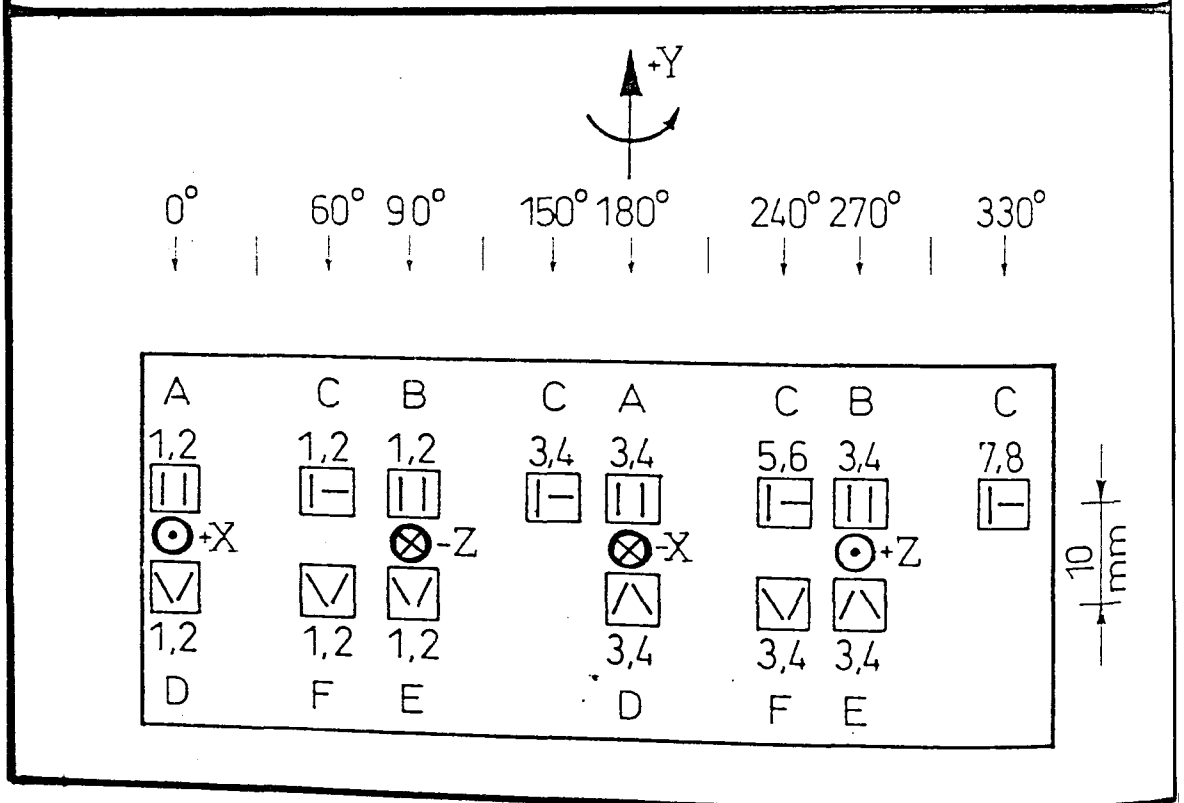 +Y
0° 60° 90° 150° 180° 240° 270° 330°
A C B C A C B C
1,2 1,2 1,2 3,4 3,4 5,6 3,4 7,8
+X -Z -X +Z
10 mm
1,2 1,2 1,2 3,4 3,4 3,4
D F E D F E